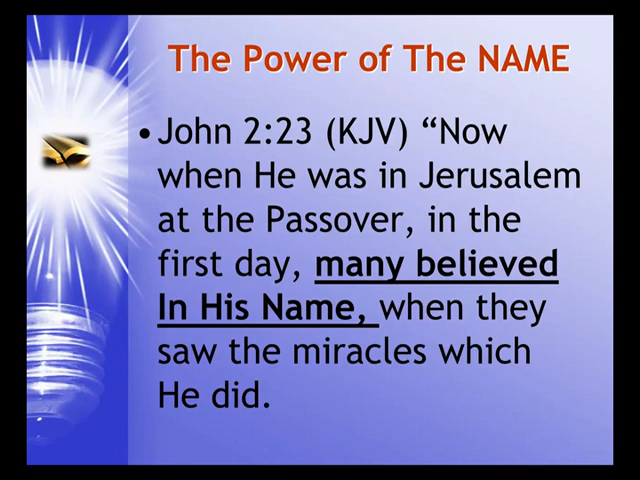 The Power of The NAME
• John 2:23 (KJV) “Now
when He was in Jerusalem
at the Passover, in the
first day, many believed
In His Name, when they
saw the miracles which
He did.